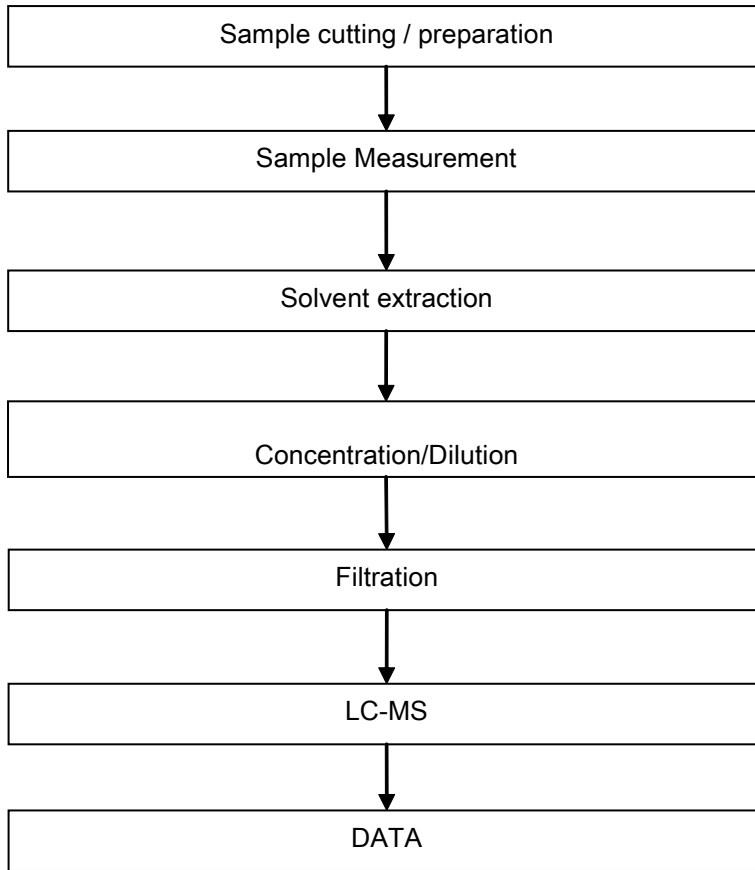 Sample cutting / preparation
Sample Measurement
Solvent extraction
Concentration/Dilution
Filtration
LC-MS
DATA